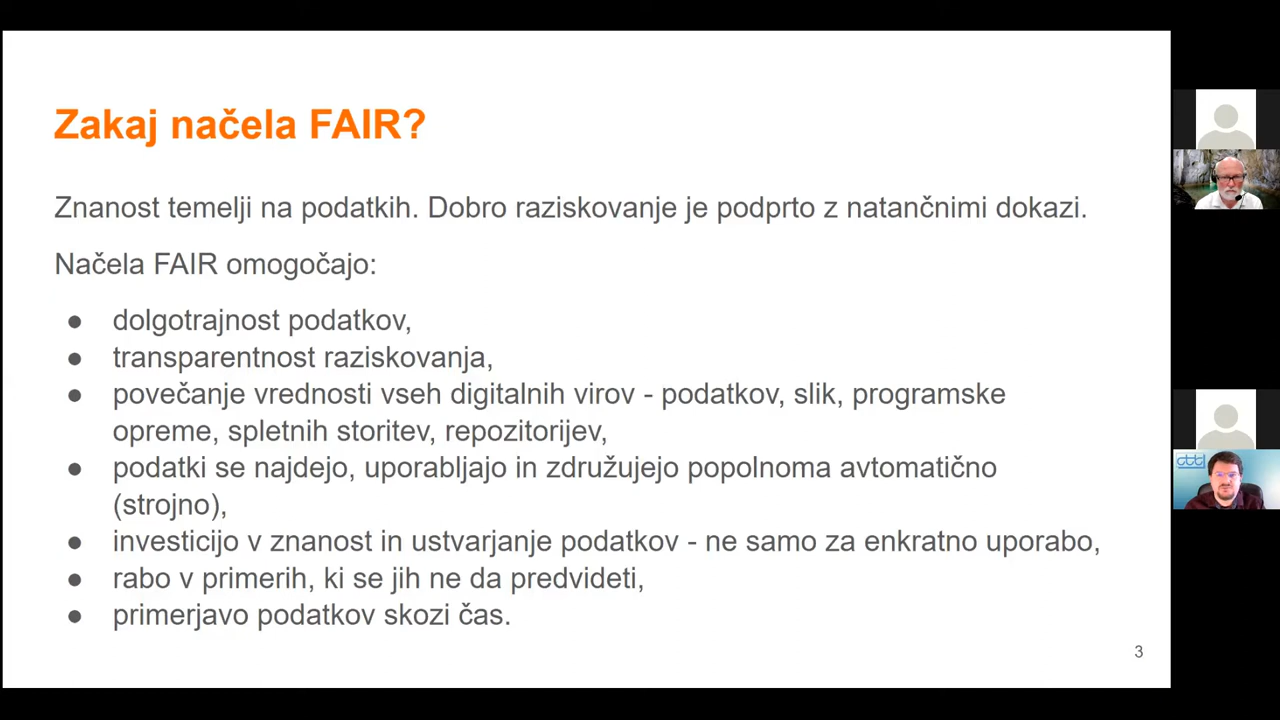 Zakaj načela FAIR?
Znanost temelji na podatkih. Dobro raziskovanje je podprto z natančnimi dokazi.
Načela FAIR omogočajo:
● dolgotrajnost podatkov,
● transparentnost raziskovanja,
● povečanje vrednosti vseh digitalnih virov - podatkov, slik, programske
opreme, spletnih storitev, repozitorijev,
● podatki se najdejo, uporabljajo in združujejo popolnoma avtomatično
(strojno),
● investicijo v znanost in ustvarjanje podatkov - ne samo za enkratno uporabo,
● rabo v primerih, ki se jih ne da predvideti,
● primerjavo podatkov skozi čas.
3